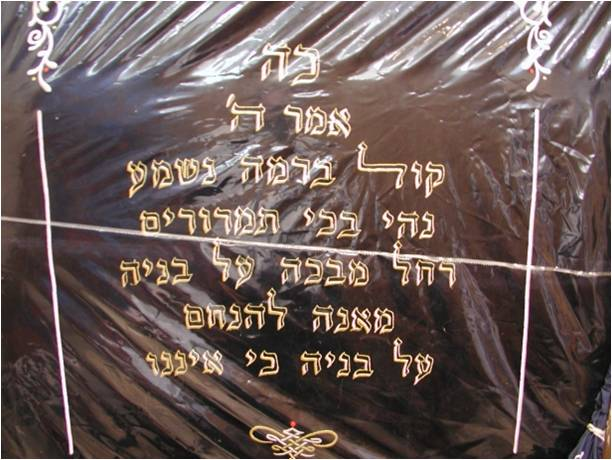 כה
אמר ה'
קול ברמה נשמע
נהי בכי תמרורים
רחל מבכה על בניה
מאנה להנחם
על בניה כי איננו